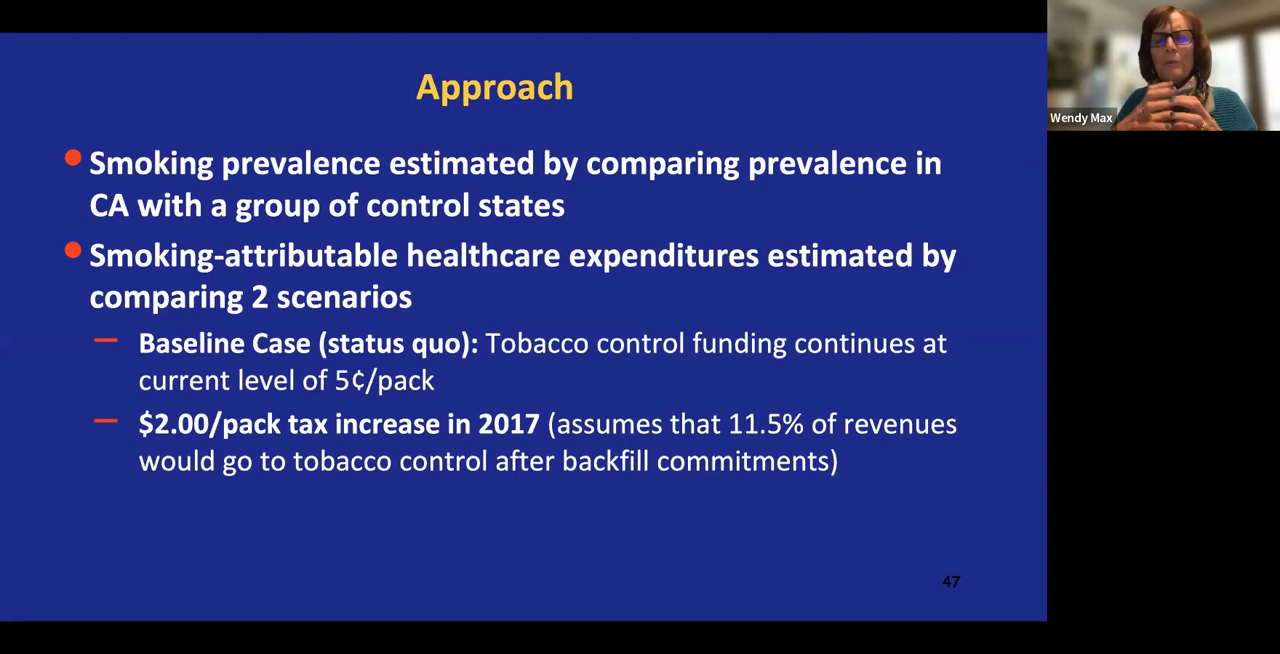 Approach
Smoking prevalence estimated by comparing prevalence in
CA with a group of control states
Smoking-attributable healthcare expenditures estimated by
comparing 2 scenarios
Baseline Case (status quo): Tobacco control funding continues at
current level of 5¢/pack
$2.00/pack tax increase in 2017 (assumes that 11.5% of revenues
would go to tobacco control after backfill commitments)
47
Wendy Max